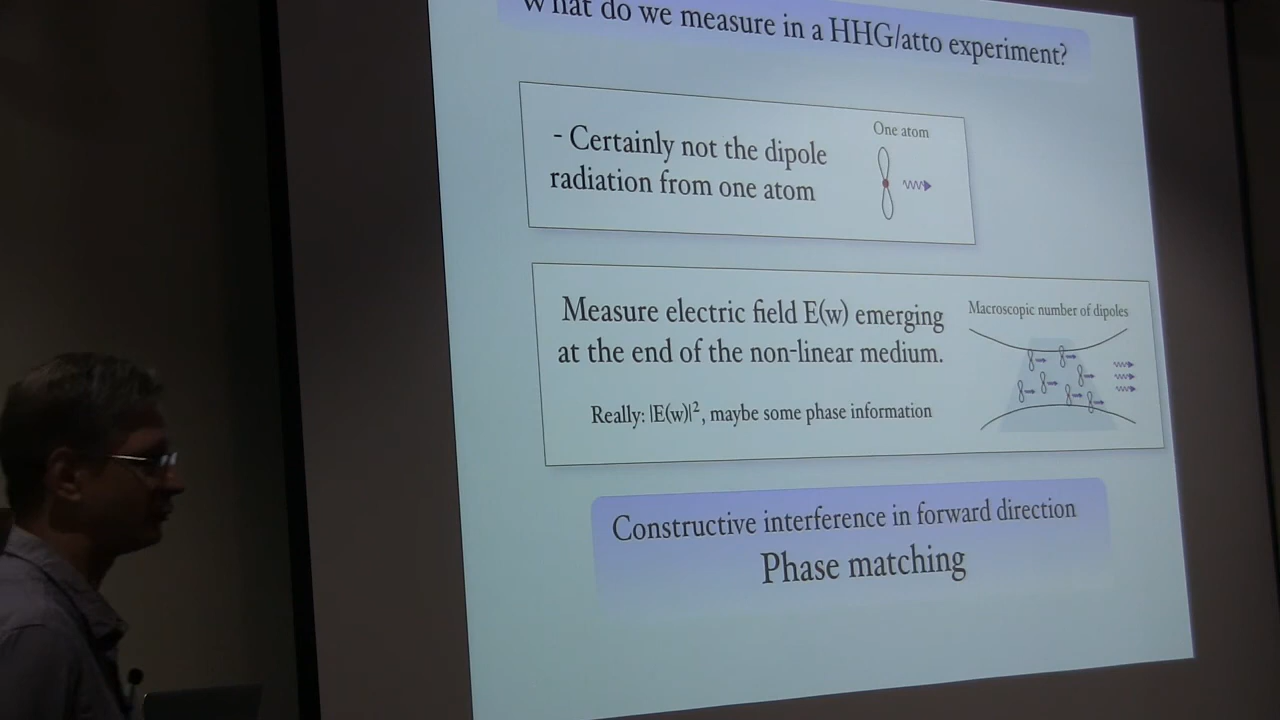 What do we measure in a HHG/atto experiment?
One atom
- Certainly not the dipole
radiation from one atom
Macroscopic number of dipoles
Measure electric field E(w) emerging
at the end of the non-linear medium.
Really: |E(w)|², maybe some phase information
Constructive interference in forward direction
Phase matching